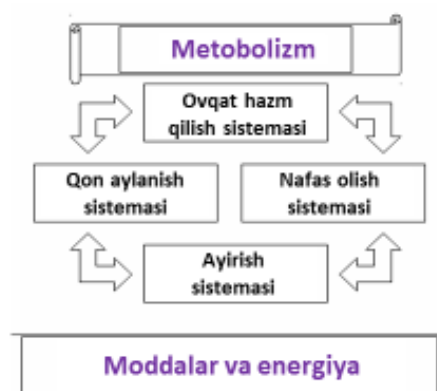 Metobolizm
Ovqat hazm
qilish sistemasi
Qon aylanish
sistemasi
Nafas olish
sistemasi
Ayirish
sistemasi
Moddalar va energiya